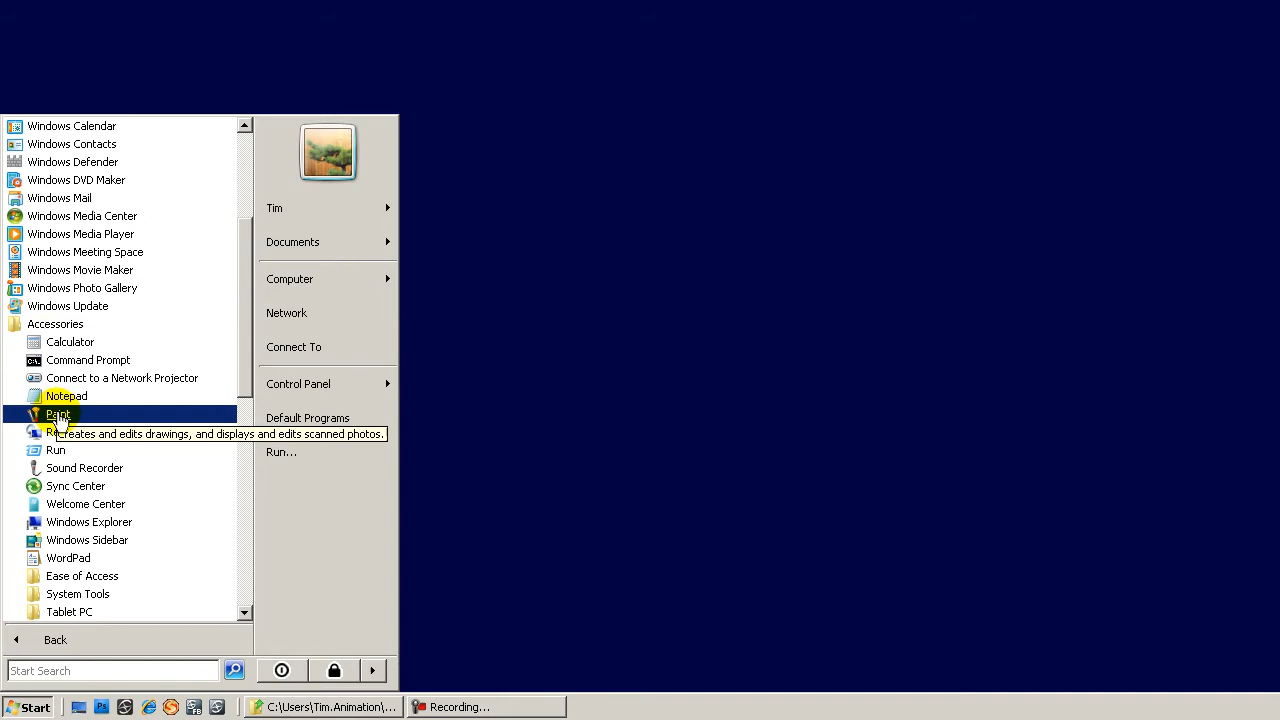 Windows Calendar
Windows Contacts
Windows Defender
Windows DVD Maker
Windows Mail
Windows Media Center
Windows Media Player
Windows Meeting Space
Windows Movie Maker
Windows Photo Gallery
Windows Update
Accessories
Calculator
Command Prompt
Connect to a Network Projector
Notepad
Paint
Creates and edits drawings, and displays and edits scanned photos.
Run
Sound Recorder
Sync Center
Welcome Center
Windows Explorer
Windows Sidebar
WordPad
Ease of Access
System Tools
Tablet PC
Back
Start Search
Tim
Documents
Computer
Network
Connect To
Control Panel
Default Programs
Run...
Start
Ps
FB
C:\Users\Tim.Animation\...
Recording...